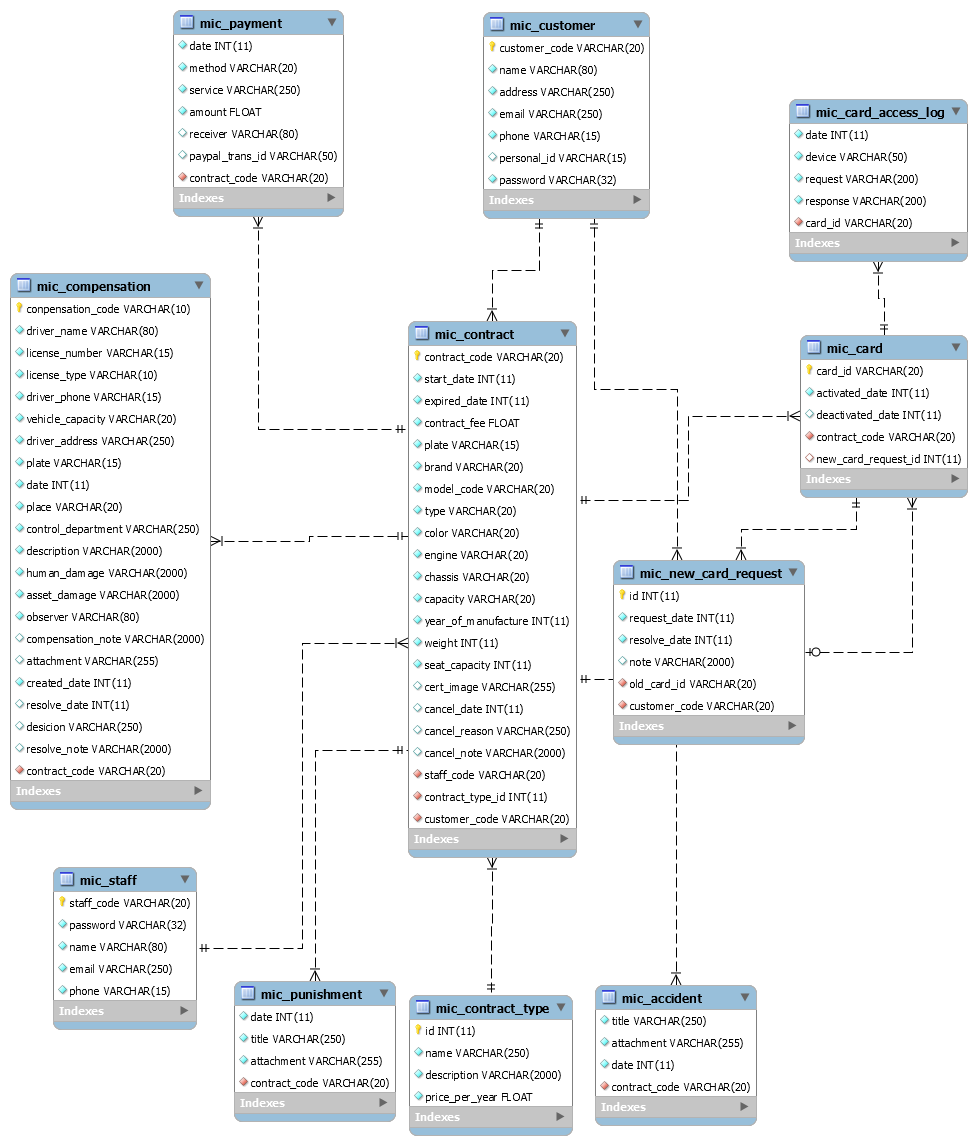 mic_payment
date INT(11)
method VARCHAR(20)
service VARCHAR(250)
amount FLOAT
receiver VARCHAR(80)
paypal_trans_id VARCHAR(50)
contract_code VARCHAR(20)
Indexes
mic_customer
customer_code VARCHAR(20)
name VARCHAR(80)
address VARCHAR(250)
email VARCHAR(250)
phone VARCHAR(15)
personal_id VARCHAR(15)
password VARCHAR(32)
Indexes
mic_card_access_log
date INT(11)
device VARCHAR(50)
request VARCHAR(200)
response VARCHAR(200)
card_id VARCHAR(20)
Indexes
mic_compensation
conpensation_code VARCHAR(10)
driver_name VARCHAR(80)
license_number VARCHAR(15)
license_type VARCHAR(10)
driver_phone VARCHAR(15)
vehicle_capacity VARCHAR(20)
driver_address VARCHAR(250)
plate VARCHAR(15)
date INT(11)
place VARCHAR(20)
control_department VARCHAR(250)
description VARCHAR(2000)
human_damage VARCHAR(2000)
asset_damage VARCHAR(2000)
observer VARCHAR(80)
compensation_note VARCHAR(2000)
attachment VARCHAR(255)
created_date INT(11)
resolve_date INT(11)
desicion VARCHAR(250)
resolve_note VARCHAR(2000)
contract_code VARCHAR(20)
Indexes
mic_contract
contract_code VARCHAR(20)
start_date INT(11)
expired_date INT(11)
contract_fee FLOAT
plate VARCHAR(15)
brand VARCHAR(20)
model_code VARCHAR(20)
type VARCHAR(20)
color VARCHAR(20)
engine VARCHAR(20)
chassis VARCHAR(20)
capacity VARCHAR(20)
year_of_manufacture INT(11)
weight INT(11)
seat_capacity INT(11)
cert_image VARCHAR(255)
cancel_date INT(11)
cancel_reason VARCHAR(250)
cancel_note VARCHAR(2000)
staff_code VARCHAR(20)
contract_type_id INT(11)
customer_code VARCHAR(20)
Indexes
mic_card
card_id VARCHAR(20)
activated_date INT(11)
deactivated_date INT(11)
contract_code VARCHAR(20)
new_card_request_id INT(11)
Indexes
mic_new_card_request
id INT(11)
request_date INT(11)
resolve_date INT(11)
note VARCHAR(2000)
old_card_id VARCHAR(20)
customer_code VARCHAR(20)
Indexes
mic_staff
staff_code VARCHAR(20)
password VARCHAR(32)
name VARCHAR(80)
email VARCHAR(250)
phone VARCHAR(15)
Indexes
mic_punishment
date INT(11)
title VARCHAR(250)
attachment VARCHAR(255)
contract_code VARCHAR(20)
Indexes
mic_contract_type
id INT(11)
name VARCHAR(250)
description VARCHAR(2000)
price_per_year FLOAT
Indexes
mic_accident
title VARCHAR(250)
attachment VARCHAR(255)
date INT(11)
contract_code VARCHAR(20)
Indexes